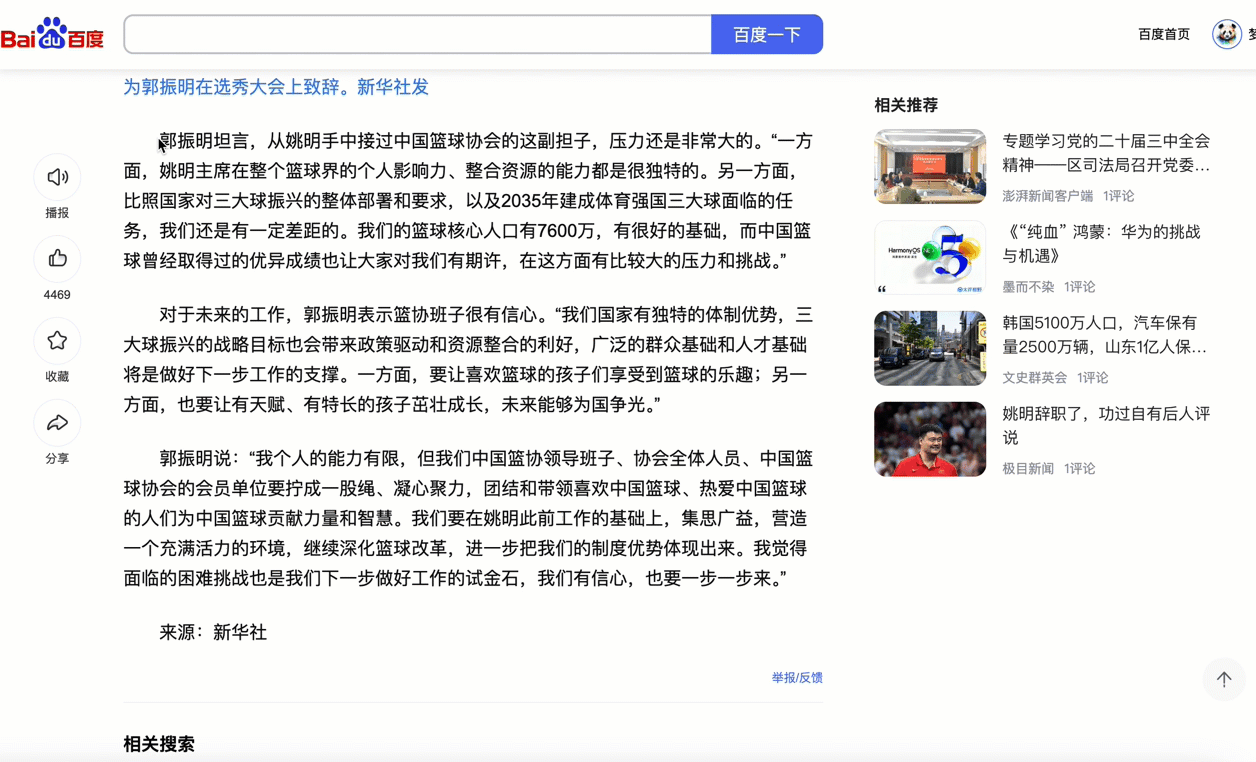 Bai du 百度
百度一下
百度首页
为郭振明在选秀大会上致辞。新华社发
郭振明坦言，从姚明手中接过中国篮球协会的这副担子，压力还是非常大的。“一方
面，姚明主席在整个篮球界的个人影响力、整合资源的能力都是很独特的。另一方面，
比照国家对三大球振兴的整体部署和要求，以及2035年建成体育强国三大球面临的任
务，我们还是有一定差距的。我们的篮球核心人口有7600万，有很好的基础，而中国篮
球曾经取得过的优异成绩也让大家对我们有期许，在这方面有比较大的压力和挑战。”
对于未来的工作，郭振明表示篮协班子很有信心。“我们国家有独特的体制优势，三
大球振兴的战略目标也会带来政策驱动和资源整合的利好，广泛的群众基础和人才基础
将是做好下一步工作的支撑。一方面，要让喜欢篮球的孩子们享受到篮球的乐趣；另一
方面，也要让有天赋、有特长的孩子茁壮成长，未来能够为国争光。”
郭振明说：“我个人的能力有限，但我们中国篮协领导班子、协会全体人员、中国篮
球协会的会员单位要拧成一股绳、凝心聚力，团结和带领喜欢中国篮球、热爱中国篮球
的人们为中国篮球贡献力量和智慧。我们要在姚明此前工作的基础上，集思广益，营造
一个充满活力的环境，继续深化篮球改革，进一步把我们的制度优势体现出来。我觉得
面临的困难挑战也是我们下一步做好工作的试金石，我们有信心，也要一步一步来。”
来源：新华社
举报/反馈
相关搜索
播报
4469
收藏
分享
相关推荐
专题学习党的二十届三中全会
精神——区司法局召开党委...
澎湃新闻客户端 1评论
HarmonyOS
5
《“纯血”鸿蒙：华为的挑战
与机遇》
墨而不染 1评论
韩国5100万人口，汽车保有
量2500万辆，山东1亿人保...
文史群英会 1评论
姚明辞职了，功过自有后人评
说
极目新闻 1评论